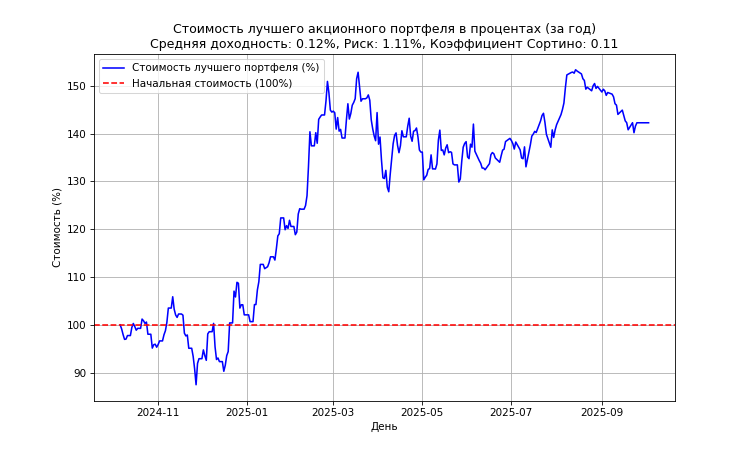 Стоимость лучшего акционного портфеля в процентах (за год)
Средняя доходность: 0.12%, Риск: 1.11%, Коэффициент Сортино: 0.11
Стоимость лучшего портфеля (%)
Начальная стоимость (100%)
Стоимость (%)
150
140
130
120
110
100
90
2024-11
2025-01
2025-03
2025-05
2025-07
2025-09
День